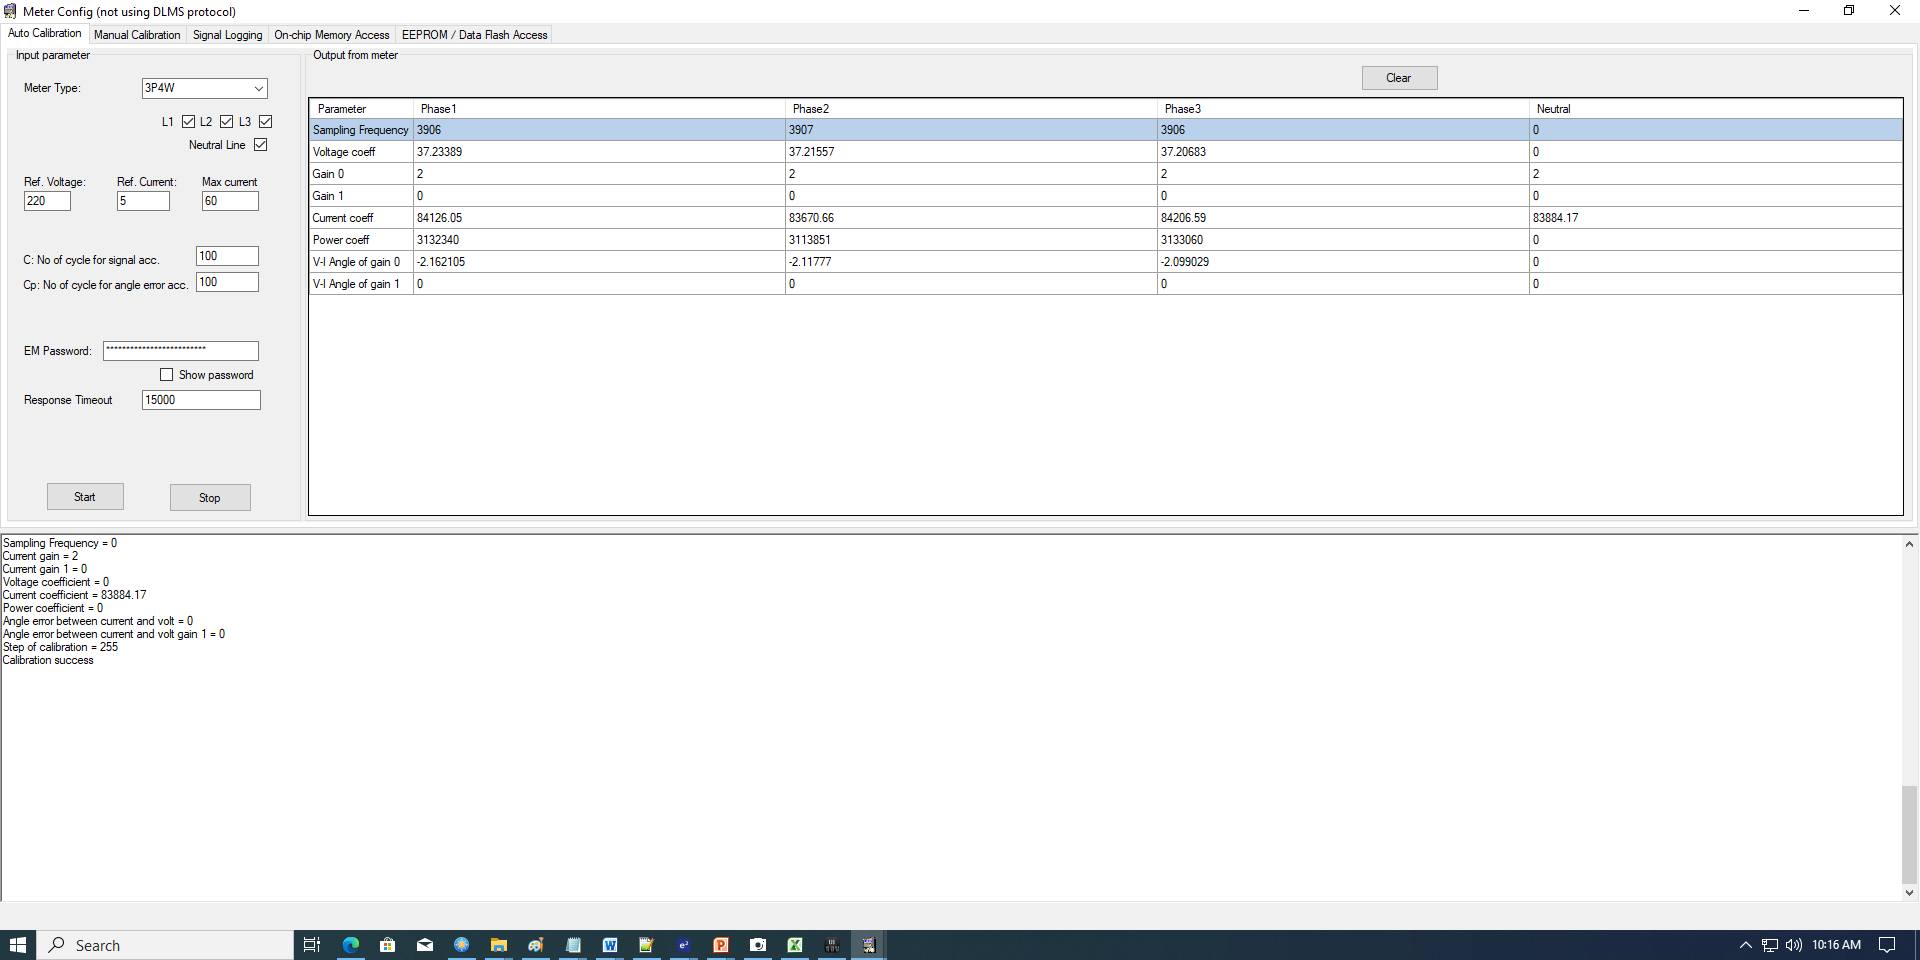 Meter Config (not using DLMS protocol)
Auto Calibration Manual Calibration Signal Logging On-chip Memory Access EEPROM / Data Flash Access
Input parameter
Meter Type: 3P4W
L1 L2 L3
Neutral Line
Ref. Voltage: Ref. Current: Max current
220 5 60
C: No of cycle for signal acc. 100
Cp: No of cycle for angle error acc. 100
EM Password: *************************
Show password
Response Timeout 15000
Start Stop
Output from meter
Clear
Parameter Phase1 Phase2 Phase3 Neutral
Sampling Frequency 3906 3907 3906 0
Voltage coeff 37.23389 37.21557 37.20683 0
Gain 0 2 2 2 2
Gain 1 0 0 0 0
Current coeff 84126.05 83670.66 84206.59 83884.17
Power coeff 3132340 3113851 3133060 0
V-I Angle of gain 0 -2.162105 -2.11777 -2.099029 0
V-I Angle of gain 1 0 0 0 0
Sampling Frequency = 0
Current gain = 2
Current gain 1 = 0
Voltage coefficient = 0
Current coefficient = 83884.17
Power coefficient = 0
Angle error between current and volt = 0
Angle error between current and volt gain 1 = 0
Step of calibration = 255
Calibration success
Search
10:16 AM